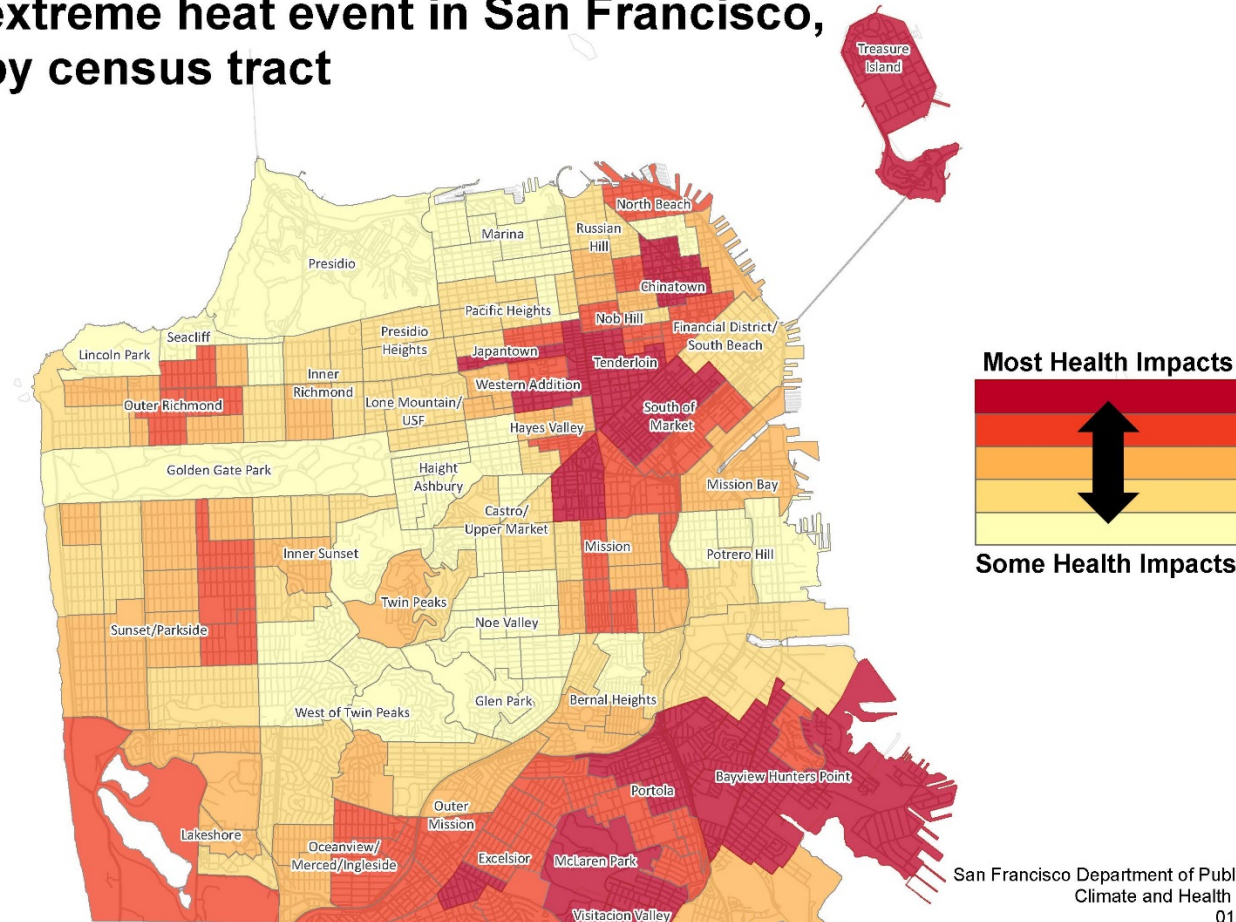 extreme heat event in San Francisco,
by census tract
Treasure
Island
North Beach
Marina
Russian
Hill
Presidio
Chinatown
Pacific Heights
Nob Hill
Seacliff
Presidio
Heights
Financial District/
South Beach
Lincoln Park
Japantown
Tenderloin
Most Health Impacts
Inner
Richmond
Western Addition
Outer Richmond
Lone Mountain/
USF
South of
Market
Hayes Valley
Golden Gate Park
Haight
Ashbury
Mission Bay
Castro/
Upper Market
Inner Sunset
Mission
Potrero Hill
Some Health Impacts
Twin Peaks
Sunset/Parkside
Noe Valley
West of Twin Peaks
Glen Park
Bernal Heights
Bayview Hunters Point
Portola
Outer
Mission
Lakeshore
Oceanview/
Merced/Ingleside
Excelsior
McLaren Park
San Francisco Department of Publ
Climate and Health
01
Visitacion Valley